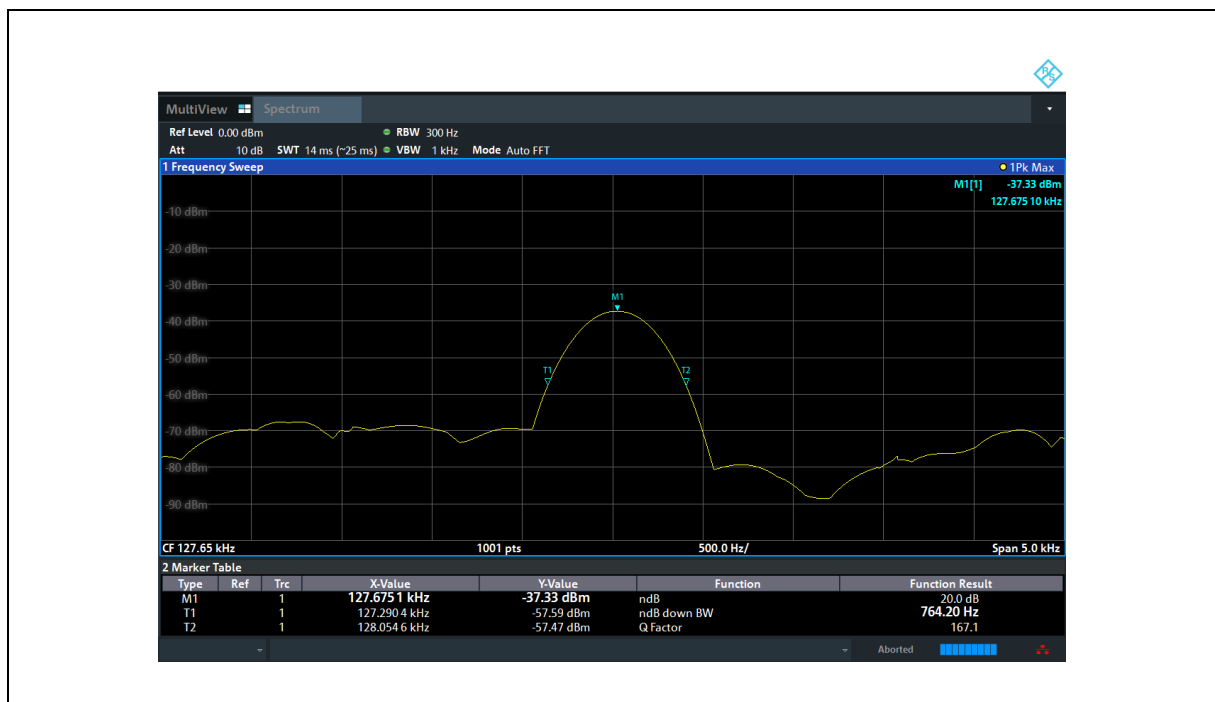 R&S
MultiView Spectrum
Ref Level 0.00 dBm RBW 300 Hz
Att 10 dB SWT 14 ms (~25 ms) VBW 1 kHz Mode Auto FFT
1 Frequency Sweep 1Pk Max
M1[1] -37.33 dBm
127.675 10 kHz
-10 dBm
-20 dBm
-30 dBm
M1
-40 dBm
-50 dBm
T1 T2
-60 dBm
-70 dBm
-80 dBm
-90 dBm
CF 127.65 kHz 1001 pts 500.0 Hz/ Span 5.0 kHz
2 Marker Table
Type Ref Trc X-Value Y-Value Function Function Result
M1 1 127.675 1 kHz -37.33 dBm ndB 20.0 dB
T1 1 127.290 4 kHz -57.59 dBm ndB down BW 764.20 Hz
T2 1 128.054 6 kHz -57.47 dBm Q Factor 167.1
Aborted